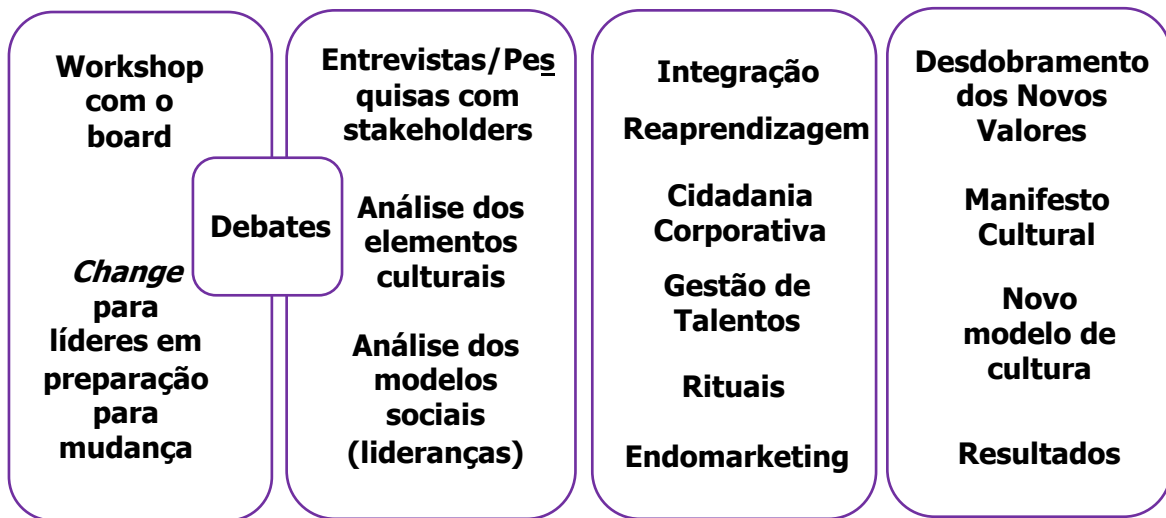 Workshop
com o
board
Change
para
líderes em
preparação
para
mudança
Debates
Entrevistas/Pes
quisas com
stakeholders
Análise dos
elementos
culturais
Análise dos
modelos
sociais
(lideranças)
Integração
Reaprendizagem
Cidadania
Corporativa
Gestão de
Talentos
Rituais
Endomarketing
Desdobramento
dos Novos
Valores
Manifesto
Cultural
Novo
modelo de
cultura
Resultados